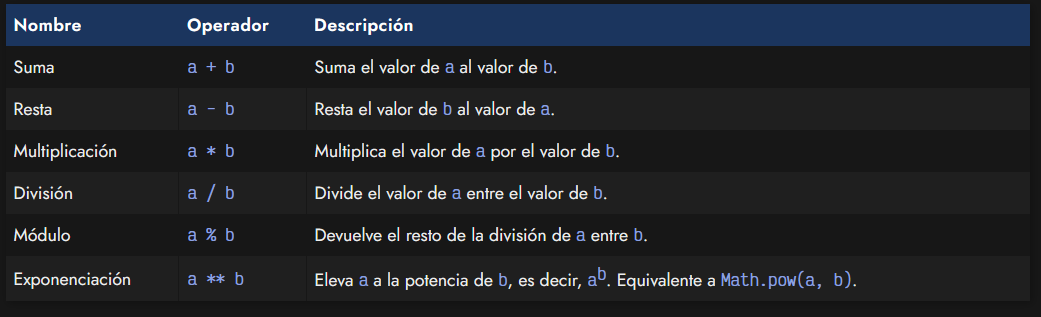 Nombre Operador Descripción
Suma a + b Suma el valor de a al valor de b.
Resta a - b Resta el valor de b al valor de a.
Multiplicación a * b Multiplica el valor de a por el valor de b.
División a / b Divide el valor de a entre el valor de b.
Módulo a % b Devuelve el resto de la división de a entre b.
Exponenciación a ** b Eleva a a la potencia de b, es decir, aᵇ. Equivalente a Math.pow(a, b).